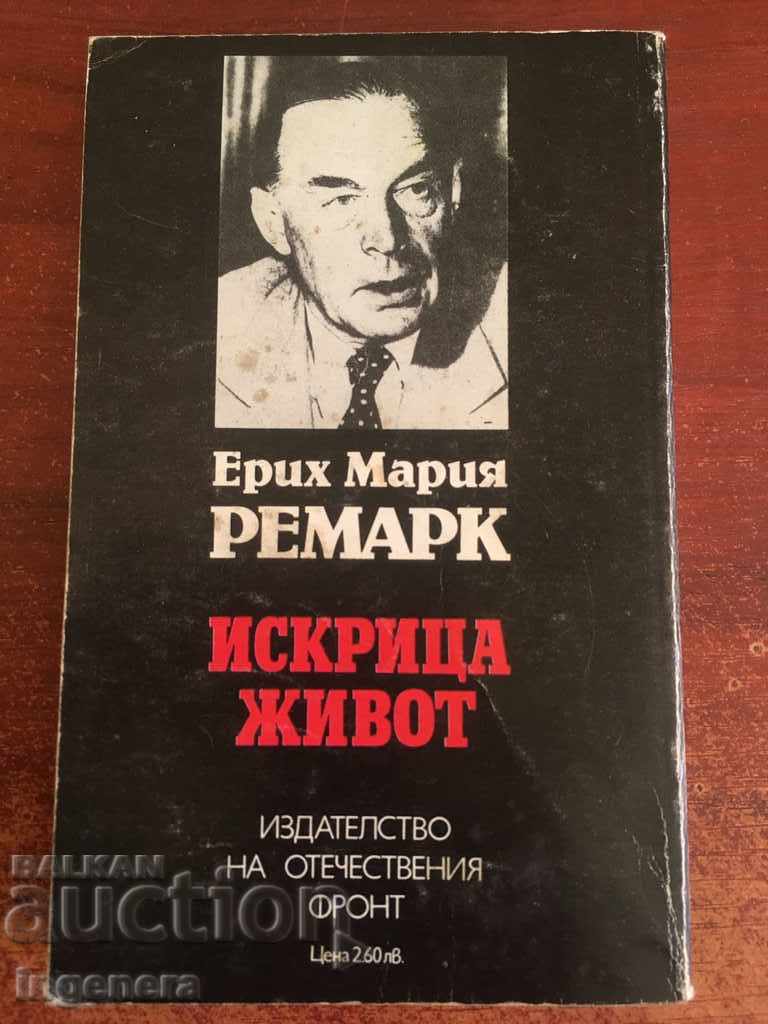 Ерих Мария
РЕМАРК
ИСКРИЦА
ЖИВОТ
ИЗДАТЕЛСТВО
НА ОТЕЧЕСТВЕНИЯ
ФРОНТ
Цена 2.60 лв.
BALKAN
auction
Ingenera